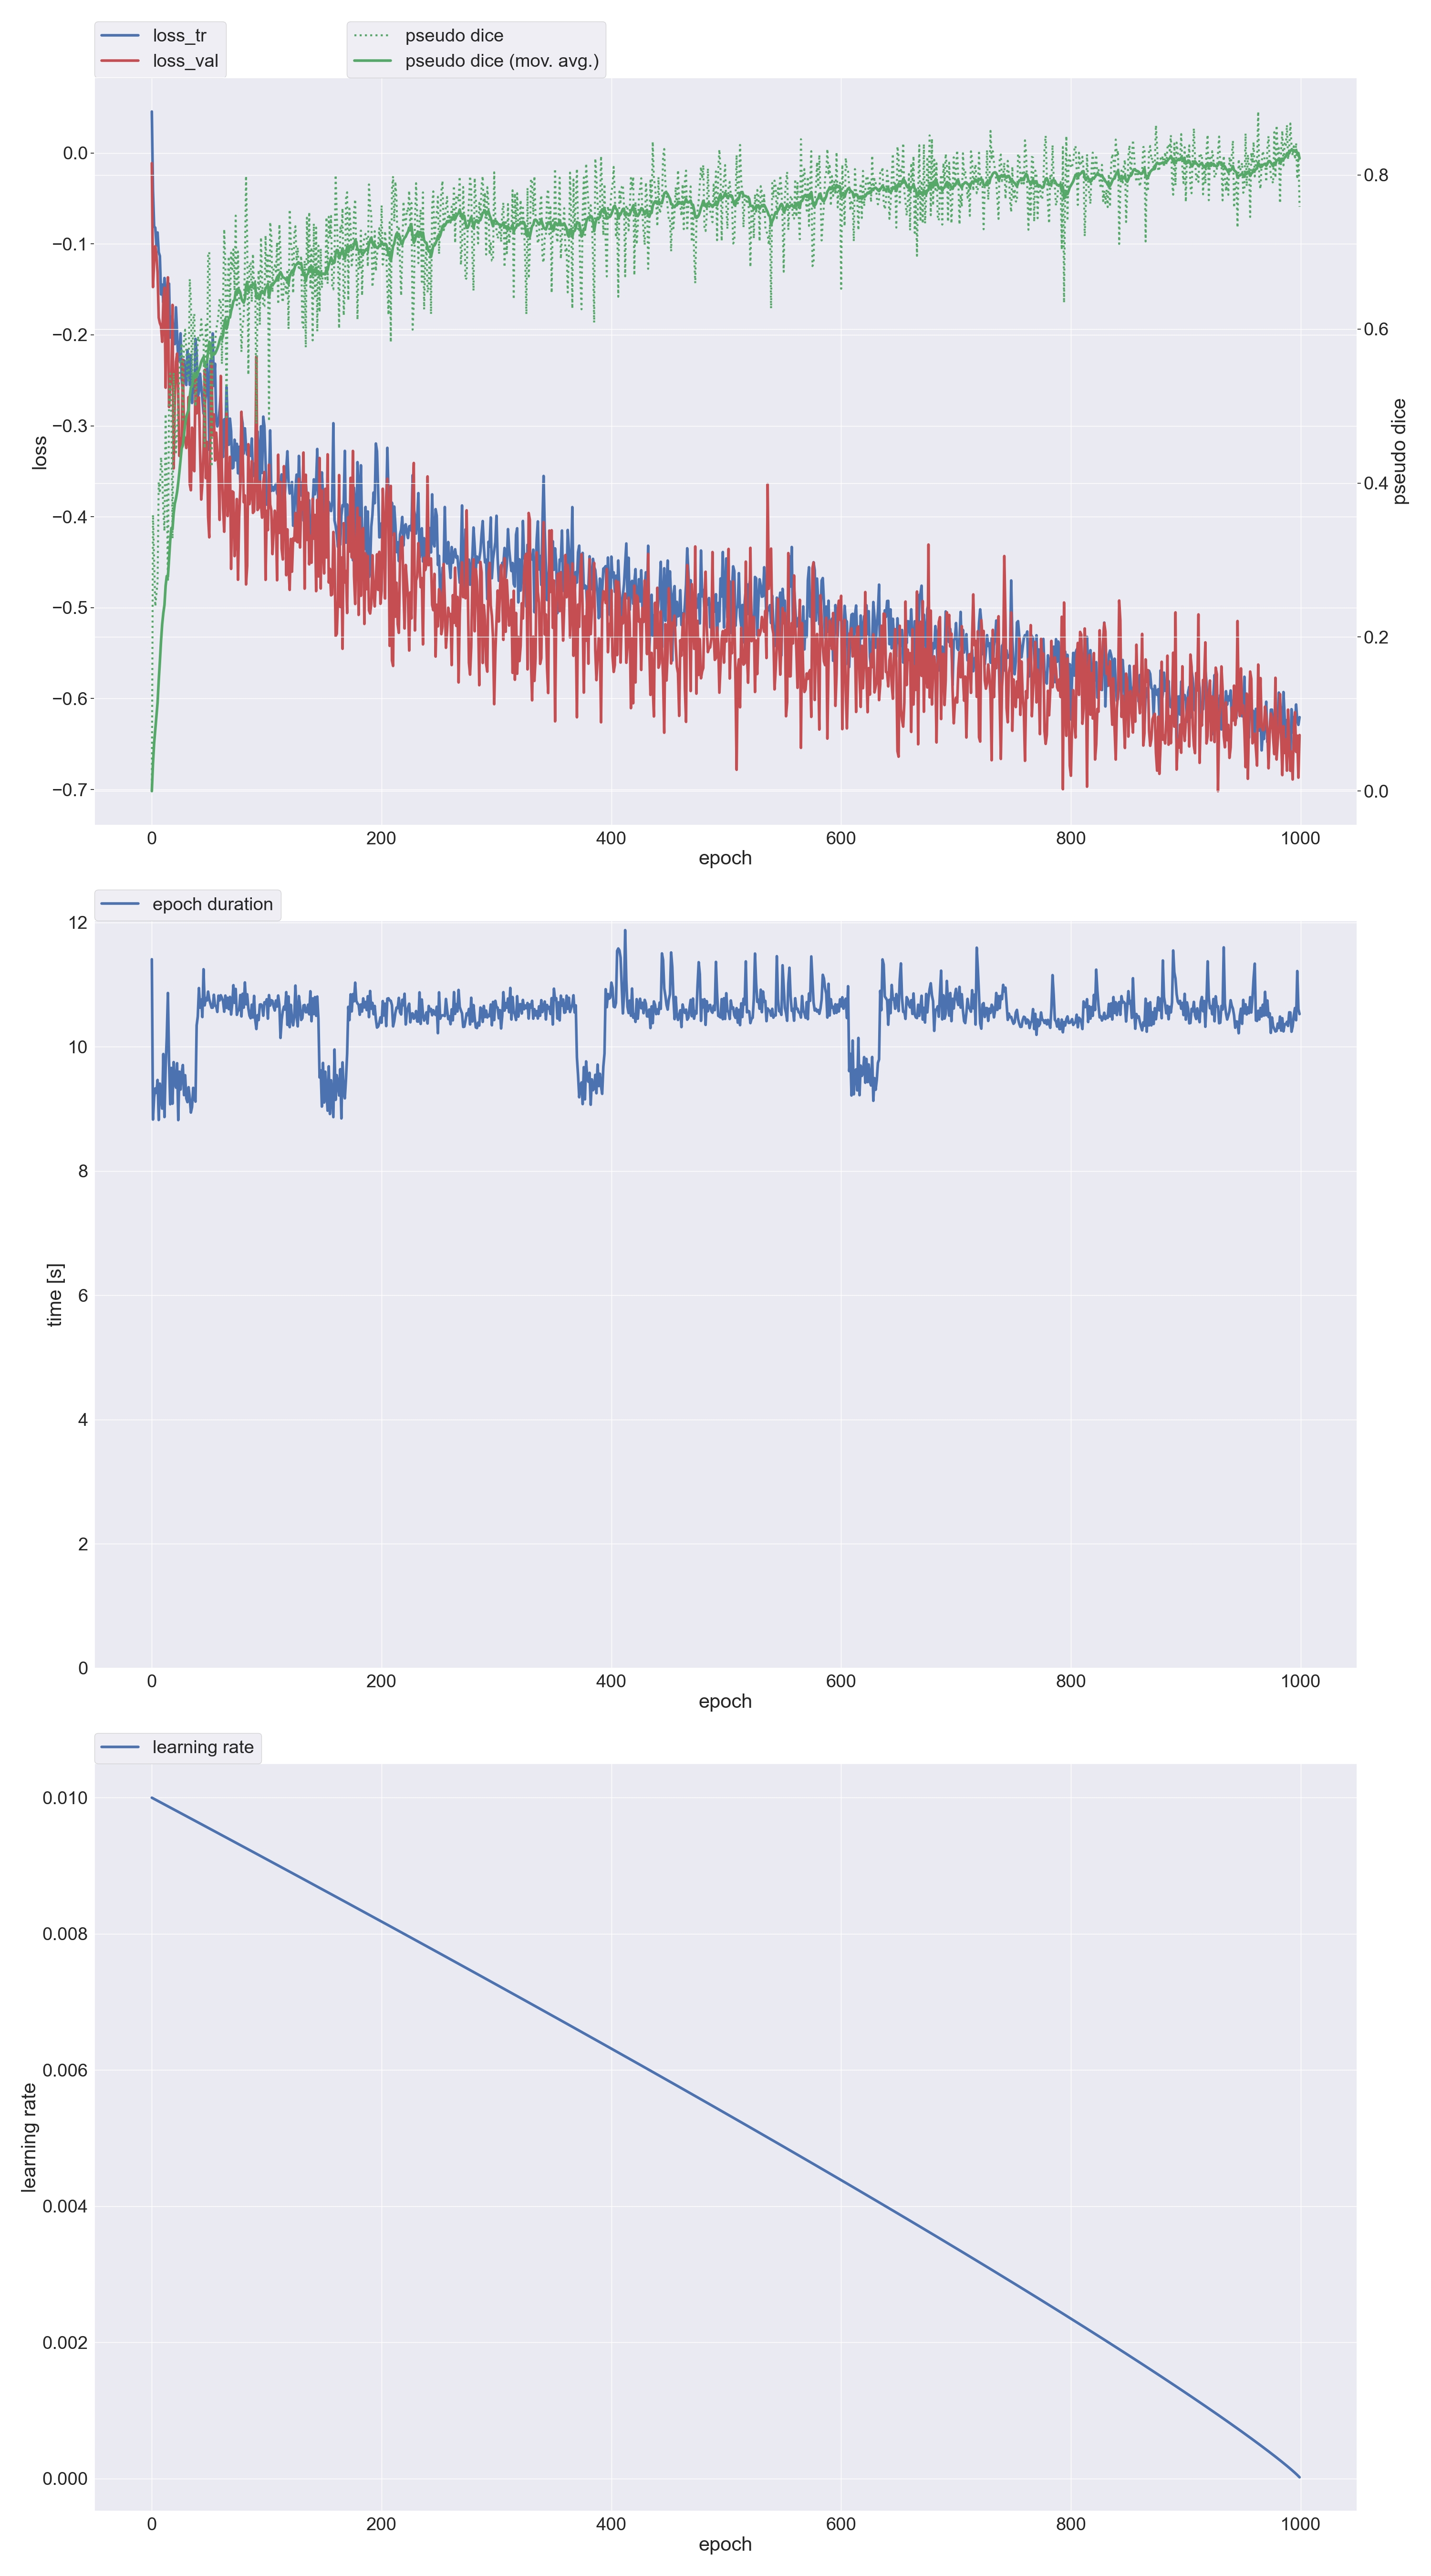 loss_tr
loss_val
pseudo dice
pseudo dice (mov. avg.)
0.0
−0.1
−0.2
−0.3
−0.4
−0.5
−0.6
−0.7
loss
0.8
0.6
0.4
0.2
0.0
pseudo dice
0 200 400 600 800 1000
epoch
epoch duration
12
10
8
6
4
2
0
time [s]
0 200 400 600 800 1000
epoch
learning rate
0.010
0.008
0.006
0.004
0.002
0.000
learning rate
0 200 400 600 800 1000
epoch